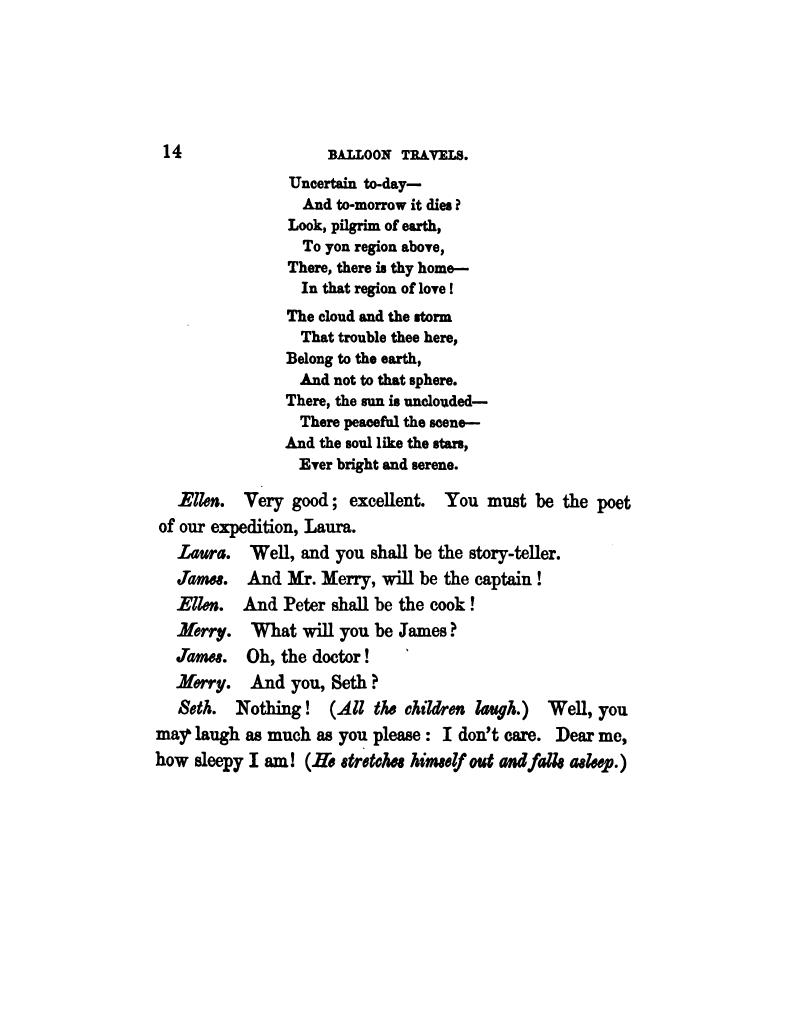 14 BALLOON TRAVELS.
Uncertain to-day—
And to-morrow it dies?
Look, pilgrim of earth,
To yon region above,
There, there is thy home—
In that region of love!
The cloud and the storm
That trouble thee here,
Belong to the earth,
And not to that sphere.
There, the sun is unclouded—
There peaceful the scene—
And the soul like the stars,
Ever bright and serene.
Ellen. Very good; excellent. You must be the poet
of our expedition, Laura.
Laura. Well, and you shall be the story-teller.
James. And Mr. Merry, will be the captain!
Ellen. And Peter shall be the cook!
Merry. What will you be James?
James. Oh, the doctor!
Merry. And you, Seth?
Seth. Nothing! (All the children laugh.) Well, you
may laugh as much as you please: I don't care. Dear me,
how sleepy I am! (He stretches himself out and falls asleep.)